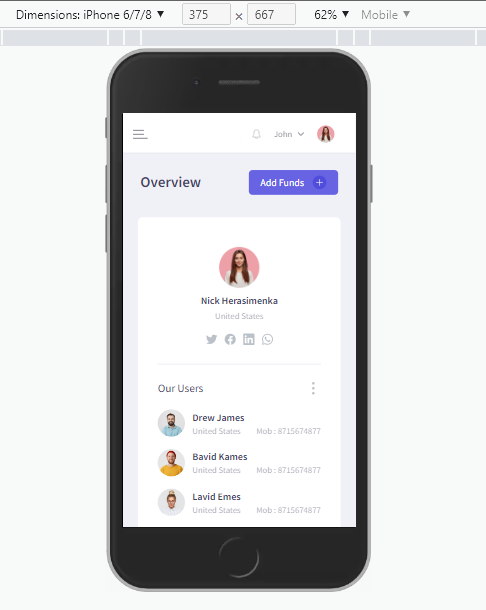 Dimensions: iPhone 6/7/8 ▼ 375 × 667 62% ▼ Mobile ▼
John
Overview Add Funds +
Nick Herasimenka
United States
Our Users
Drew James
United States Mob : 8715674877
Bavid Kames
United States Mob : 8715674877
Lavid Emes
United States Mob : 8715674877